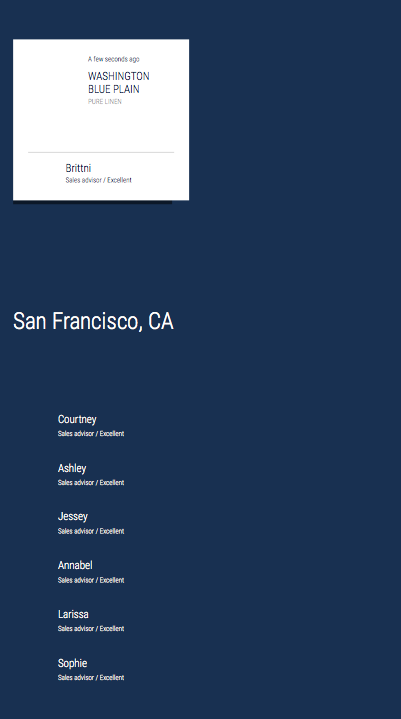 A few seconds ago
WASHINGTON
BLUE PLAIN
PURE LINEN
Brittni
Sales advisor / Excellent
San Francisco, CA
Courtney
Sales advisor / Excellent
Ashley
Sales advisor / Excellent
Jessey
Sales advisor / Excellent
Annabel
Sales advisor / Excellent
Larissa
Sales advisor / Excellent
Sophie
Sales advisor / Excellent